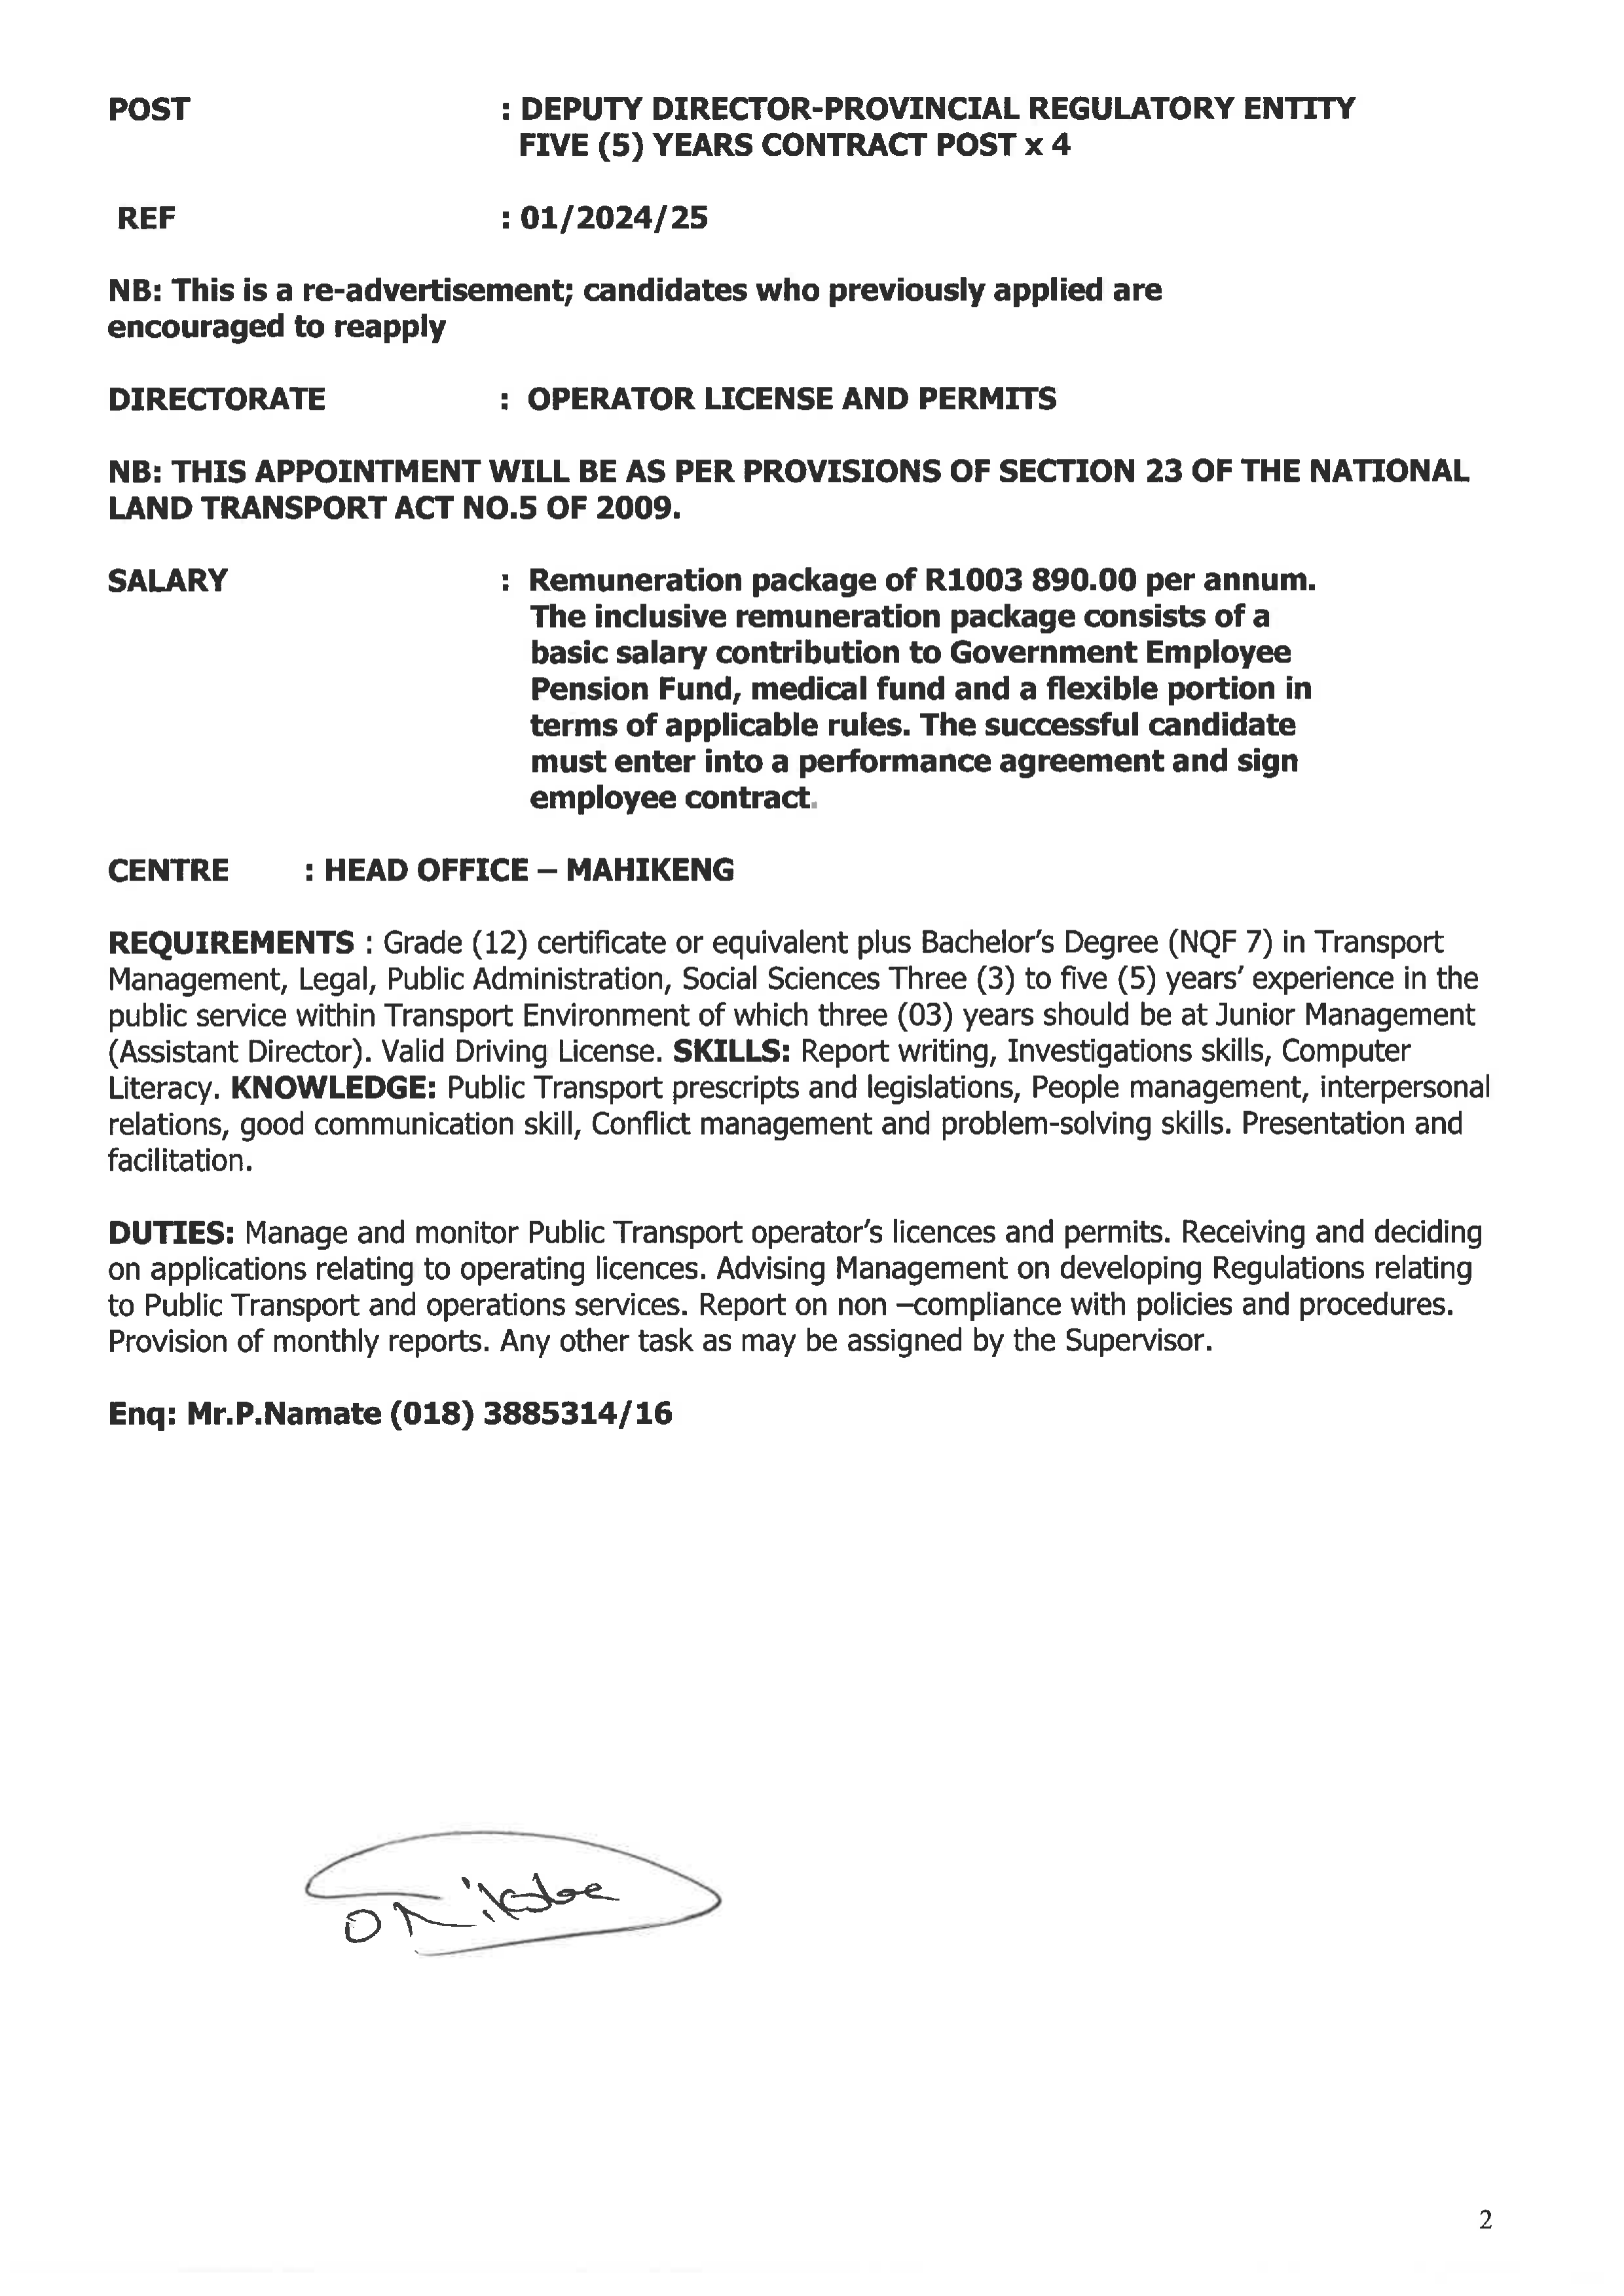 POST : DEPUTY DIRECTOR-PROVINCIAL REGULATORY ENTITY
FIVE (5) YEARS CONTRACT POST x 4
REF : 01/2024/25
NB: This is a re-advertisement; candidates who previously applied are
encouraged to reapply
DIRECTORATE : OPERATOR LICENSE AND PERMITS
NB: THIS APPOINTMENT WILL BE AS PER PROVISIONS OF SECTION 23 OF THE NATIONAL
LAND TRANSPORT ACT NO.5 OF 2009.
SALARY : Remuneration package of R1003 890.00 per annum.
The inclusive remuneration package consists of a
basic salary contribution to Government Employee
Pension Fund, medical fund and a flexible portion in
terms of applicable rules. The successful candidate
must enter into a performance agreement and sign
employee contract.
CENTRE : HEAD OFFICE – MAHIKENG
REQUIREMENTS : Grade (12) certificate or equivalent plus Bachelor's Degree (NQF 7) in Transport
Management, Legal, Public Administration, Social Sciences Three (3) to five (5) years' experience in the
public service within Transport Environment of which three (03) years should be at Junior Management
(Assistant Director). Valid Driving License. SKILLS: Report writing, Investigations skills, Computer
Literacy. KNOWLEDGE: Public Transport prescripts and legislations, People management, interpersonal
relations, good communication skill, Conflict management and problem-solving skills. Presentation and
facilitation.
DUTIES: Manage and monitor Public Transport operator's licences and permits. Receiving and deciding
on applications relating to operating licences. Advising Management on developing Regulations relating
to Public Transport and operations services. Report on non –compliance with policies and procedures.
Provision of monthly reports. Any other task as may be assigned by the Supervisor.
Enq: Mr.P.Namate (018) 3885314/16
2